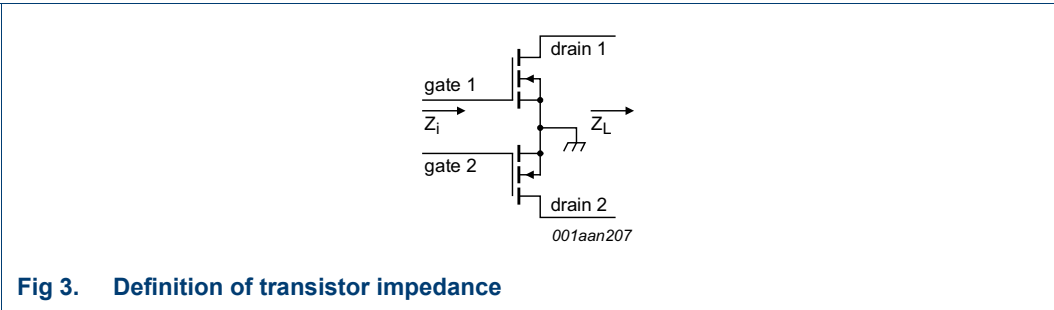 drain 1
gate 1
Zi
ZL
gate 2
drain 2
001aan207
Fig 3. Definition of transistor impedance